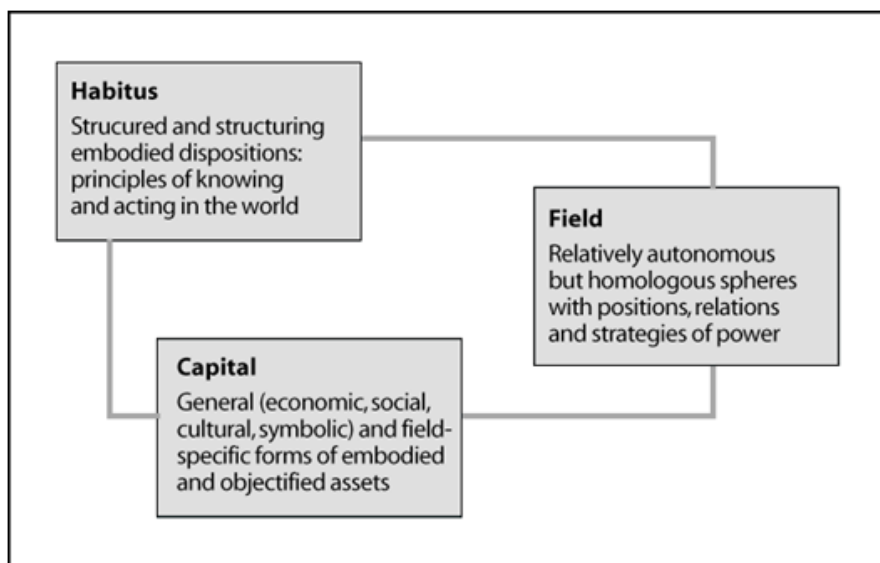 Habitus
Strucured and structuring
embodied dispositions:
principles of knowing
and acting in the world
Field
Relatively autonomous
but homologous spheres
with positions, relations
and strategies of power
Capital
General (economic, social,
cultural, symbolic) and field-
specific forms of embodied
and objectified assets